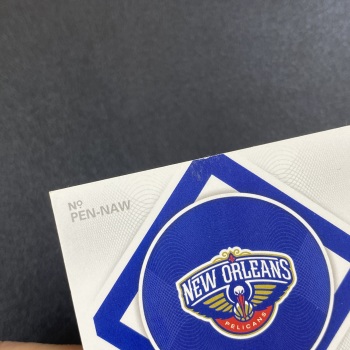 Nº
PEN-NAW
NEW ORLEANS
PELICANS